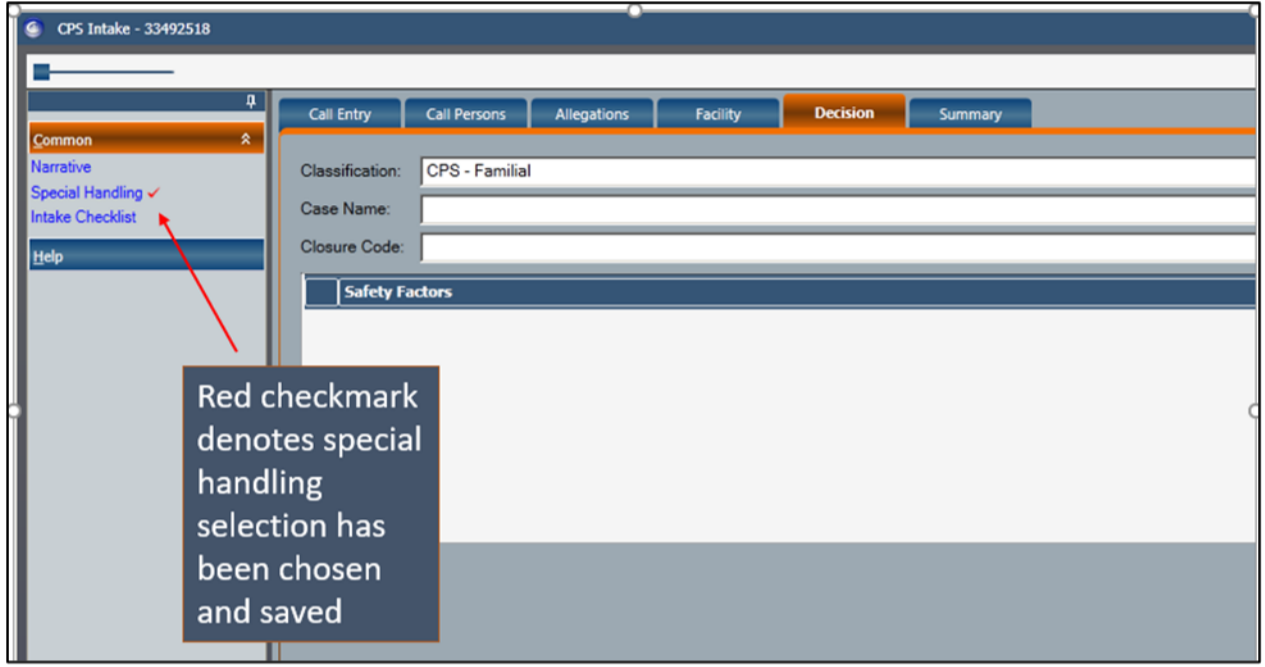 CPS Intake - 33492518
Call Entry Call Persons Allegations Facility Decision Summary
Common
Narrative
Special Handling ✓
Intake Checklist
Help
Classification: CPS - Familial
Case Name:
Closure Code:
Safety Factors
Red checkmark
denotes special
handling
selection has
been chosen
and saved